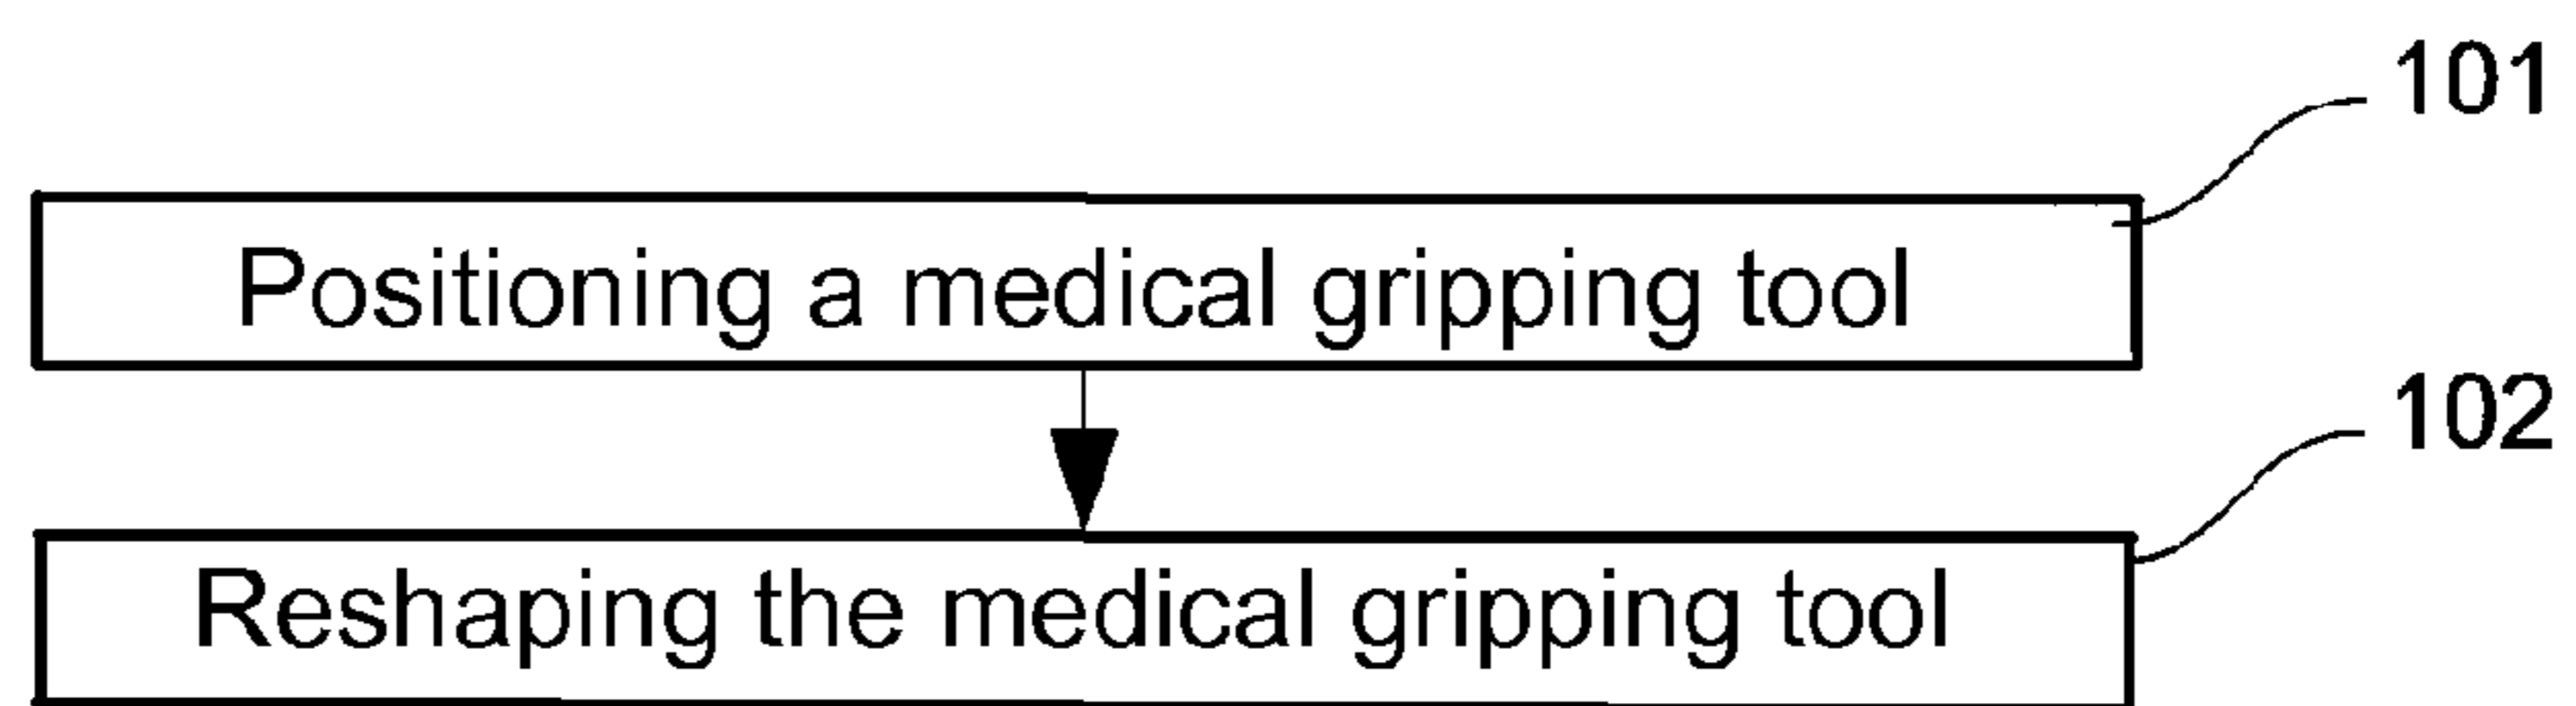 101
Positioning a medical gripping tool
102
Reshaping the medical gripping tool